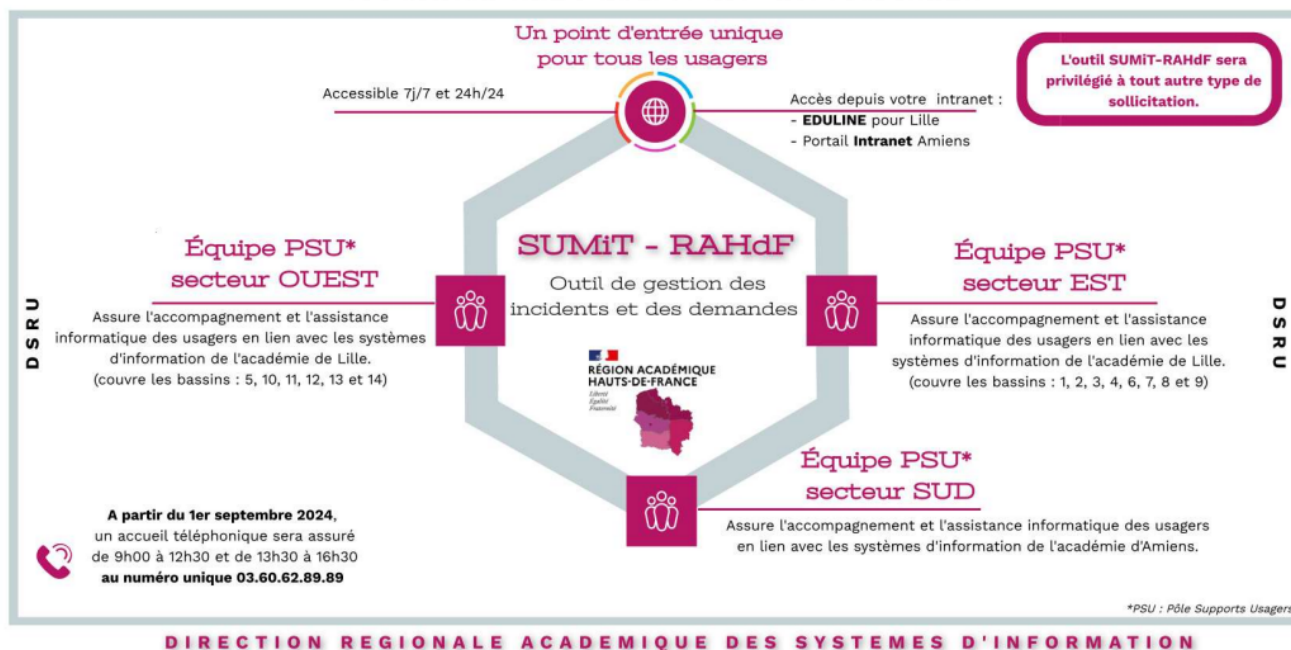 Un point d'entrée unique
pour tous les usagers
L'outil SUMiT-RAHdF sera
privilégié à tout autre type de
sollicitation.
Accessible 7j/7 et 24h/24
Accès depuis votre intranet :
- EDULINE pour Lille
- Portail Intranet Amiens
SUMiT - RAHdF
Outil de gestion des
incidents et des demandes
RÉGION ACADÉMIQUE
HAUTS-DE-FRANCE
Liberté
Égalité
Fraternité
DSRU
Équipe PSU*
secteur OUEST
Assure l'accompagnement et l'assistance
informatique des usagers en lien avec les systèmes
d'information de l'académie de Lille.
(couvre les bassins : 5, 10, 11, 12, 13 et 14)
Équipe PSU*
secteur EST
Assure l'accompagnement et l'assistance
informatique des usagers en lien avec les
systèmes d'information de l'académie de Lille.
(couvre les bassins : 1, 2, 3, 4, 6, 7, 8 et 9)
DSRU
Équipe PSU*
secteur SUD
Assure l'accompagnement et l'assistance informatique des usagers
en lien avec les systèmes d'information de l'académie d'Amiens.
A partir du 1er septembre 2024,
un accueil téléphonique sera assuré
de 9h00 à 12h30 et de 13h30 à 16h30
au numéro unique 03.60.62.89.89
*PSU : Pôle Supports Usagers
DIRECTION REGIONALE ACADEMIQUE DES SYSTEMES D'INFORMATION